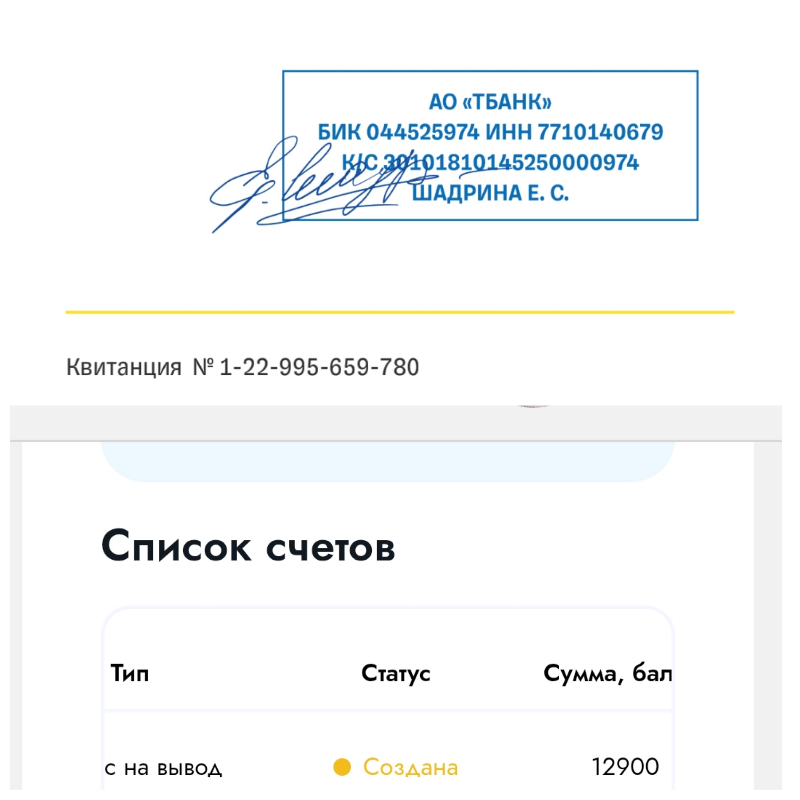 АО «ТБАНК»
БИК 044525974 ИНН 7710140679
К/С 30101810145250000974
ШАДРИНА Е. С.
Квитанция № 1-22-995-659-780
Список счетов
Тип Статус Сумма, бал
с на вывод Создана 12900